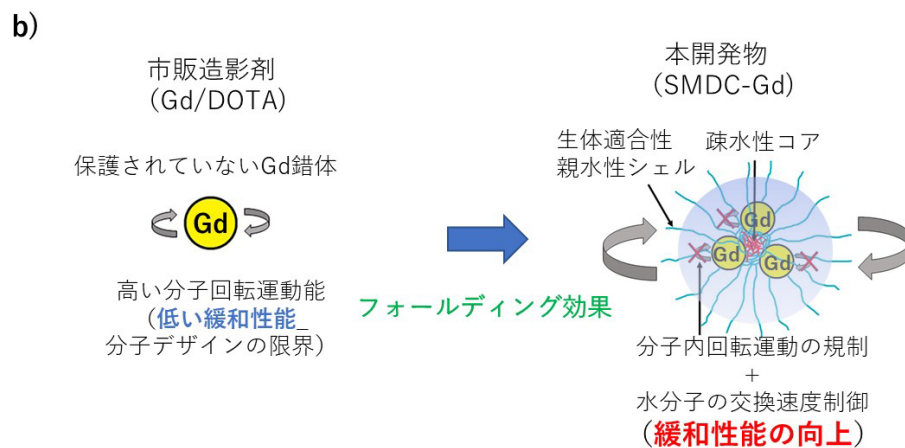 b)
市販造影剤
(Gd/DOTA)
保護されていないGd錯体
Gd
高い分子回転運動能
(低い緩和性能_
分子デザインの限界)
フォールディング効果
本開発物
(SMDC-Gd)
生体適合性
親水性シェル
疎水性コア
Gd
Gd
Gd
分子内回転運動の規制
+
水分子の交換速度制御
(緩和性能の向上)